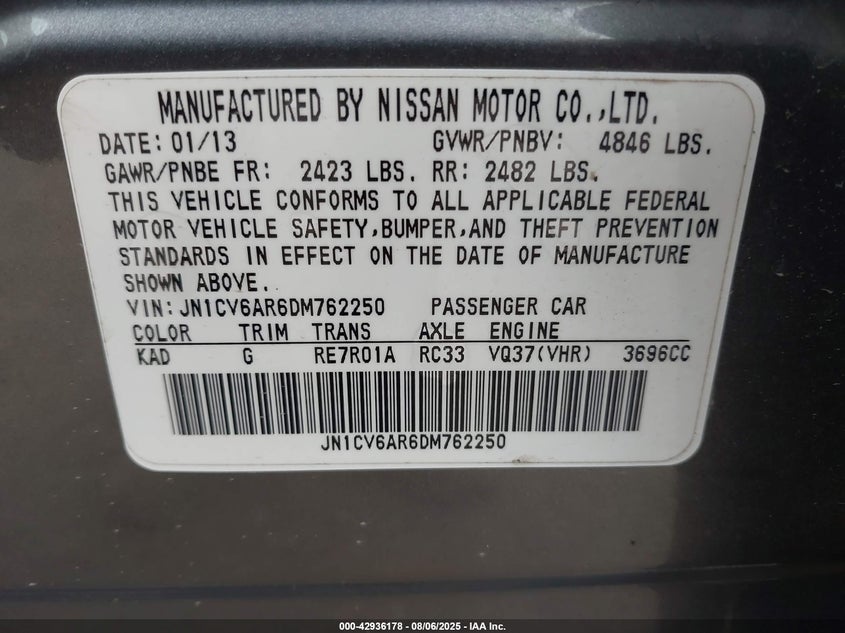 MANUFACTURED BY NISSAN MOTOR CO.,LTD.
DATE: 01/13 GVWR/PNBV: 4846 LBS.
GAWR/PNBE FR: 2423 LBS. RR: 2482 LBS.
THIS VEHICLE CONFORMS TO ALL APPLICABLE FEDERAL
MOTOR VEHICLE SAFETY,BUMPER,AND THEFT PREVENTION
STANDARDS IN EFFECT ON THE DATE OF MANUFACTURE
SHOWN ABOVE.
VIN: JN1CV6AR6DM762250 PASSENGER CAR
COLOR TRIM TRANS AXLE ENGINE
KAD G RE7R01A RC33 VQ37(VHR) 3696CC
JN1CV6AR6DM762250
000-42936178 - 08/06/2025 - IAA Inc.